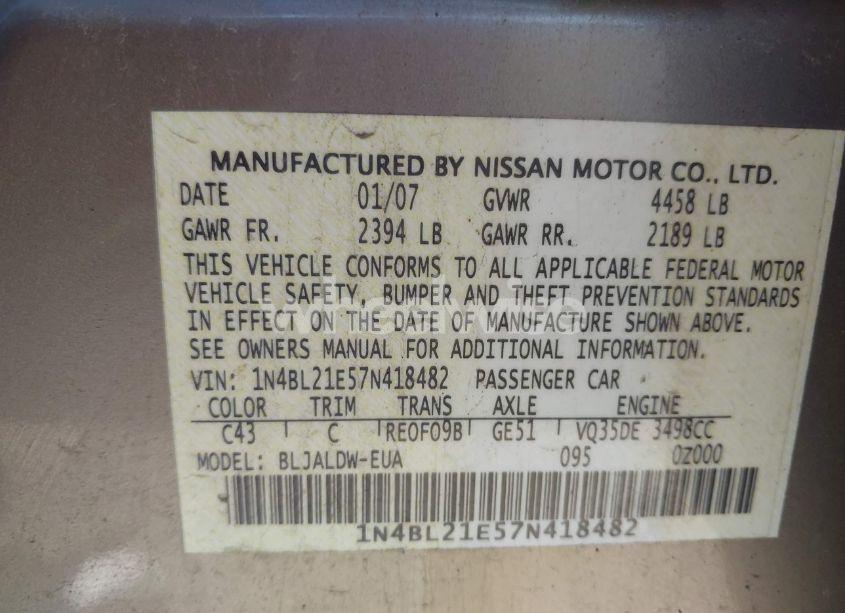 MANUFACTURED BY NISSAN MOTOR CO., LTD.
DATE 01/07 GVWR 4458 LB
GAWR FR. 2394 LB GAWR RR. 2189 LB
THIS VEHICLE CONFORMS TO ALL APPLICABLE FEDERAL MOTOR
VEHICLE SAFETY, BUMPER AND THEFT PREVENTION STANDARDS
IN EFFECT ON THE DATE OF MANUFACTURE SHOWN ABOVE.
SEE OWNERS MANUAL FOR ADDITIONAL INFORMATION.
VIN: 1N4BL21E57N418482 PASSENGER CAR
COLOR TRIM TRANS AXLE ENGINE
C43 C REOFO9B GE51 VQ35DE 3498CC
MODEL: BLJALDW-EUA 095 0Z000
1N4BL21E57N418482